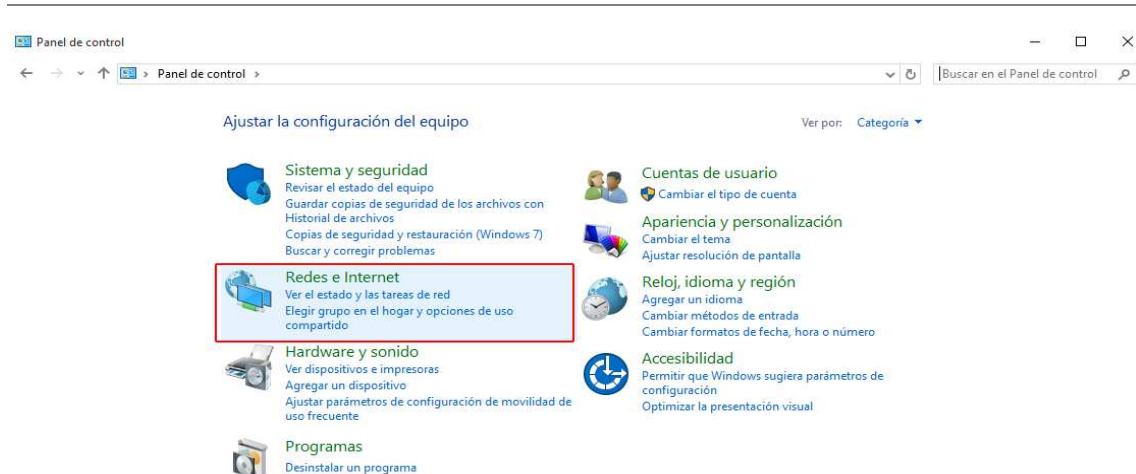 Panel de control
Panel de control
Buscar en el Panel de control
Ajustar la configuración del equipo
Ver por: Categoría
Sistema y seguridad
Revisar el estado del equipo
Guardar copias de seguridad de los archivos con
Historial de archivos
Copias de seguridad y restauración (Windows 7)
Buscar y corregir problemas
Redes e Internet
Ver el estado y las tareas de red
Elegir grupo en el hogar y opciones de uso
compartido
Hardware y sonido
Ver dispositivos e impresoras
Agregar un dispositivo
Ajustar parámetros de configuración de movilidad de
uso frecuente
Programas
Desinstalar un programa
Cuentas de usuario
Cambiar el tipo de cuenta
Apariencia y personalización
Cambiar el tema
Ajustar resolución de pantalla
Reloj, idioma y región
Agregar un idioma
Cambiar métodos de entrada
Cambiar formatos de fecha, hora o número
Accesibilidad
Permitir que Windows sugiera parámetros de
configuración
Optimizar la presentación visual